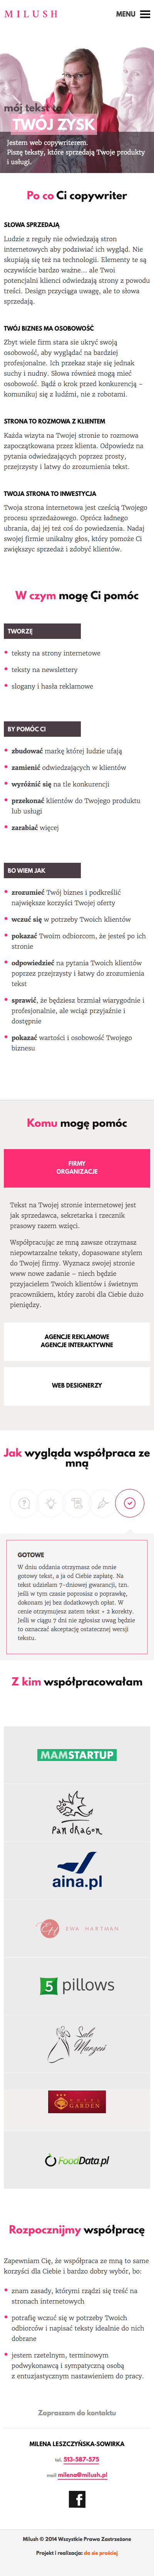 MILUSH
MENU
mój tekst to
TWÓJ ZYSK
Jestem web copywriterem.
Piszę teksty, które sprzedają Twoje produkty
i usługi.
Po co Ci copywriter
SŁOWA SPRZEDAJĄ
Ludzie z reguły nie odwiedzają stron
internetowych aby podziwiać ich wygląd. Nie
skupiają się też na technologii. Elementy te są
oczywiście bardzo ważne… ale Twoi
potencjalni klienci odwiedzają strony z powodu
treści. Design przyciąga uwagę, ale to słowa
sprzedają.
TWÓJ BIZNES MA OSOBOWOŚĆ
Zbyt wiele firm stara sie ukryć swoją
osobowość, aby wyglądać na bardziej
profesjonalne. Ich przekaz staje się jednak
suchy i nudny. Słowa również mogą mieć
osobowość. Bądź o krok przed konkurencją –
komunikuj się z ludźmi, nie z robotami.
STRONA TO ROZMOWA Z KLIENTEM
Każda wizyta na Twojej stronie to rozmowa
zapoczątkowana przez klienta. Odpowiedz na
pytania odwiedzających poprzez prosty,
przejrzysty i łatwy do zrozumienia tekst.
TWOJA STRONA TO INWESTYCJA
Twoja strona internetowa jest częścią Twojego
procesu sprzedażowego. Oprócz ładnego
ubrania, daj jej też coś do powiedzenia. Nadaj
swojej firmie unikalny głos, który pomoże Ci
zwiększyć sprzedaż i zdobyć klientów.
W czym mogę Ci pomóc
TWORZĘ
teksty na strony internetowe
teksty na newslettery
slogany i hasła reklamowe
BY POMÓC CI
zbudować markę której ludzie ufają
zamienić odwiedzających w klientów
wyróżnić się na tle konkurencji
przekonać klientów do Twojego produktu
lub usługi
zarabiać więcej
BO WIEM JAK
zrozumieć Twój biznes i podkreślić
największe korzyści Twojej oferty
wczuć się w potrzeby Twoich klientów
pokazać Twoim odbiorcom, że jesteś po ich
stronie
odpowiedzieć na pytania Twoich klientów
poprzez przejrzysty i łatwy do zrozumienia
tekst
sprawić, że będziesz brzmiał wiarygodnie i
profesjonalnie, ale wciąż przyjaźnie i
dostępnie
pokazać wartości i osobowość Twojego
biznesu
Komu mogę pomóc
FIRMY
ORGANIZACJE
Tekst na Twojej stronie internetowej jest
jak sprzedawca, sekretarka i rzecznik
prasowy razem wzięci.
Współpracując ze mną zawsze otrzymasz
niepowtarzalne teksty, dopasowane stylem
do Twojej firmy. Wyznacz swojej stronie
www nowe zadanie – niech będzie
przyjacielem Twoich klientów i świetnym
pracownikiem, który zarobi dla Ciebie dużo
pieniędzy.
AGENCJE REKLAMOWE
AGENCJE INTERAKTYWNE
WEB DESIGNERZY
Jak wygląda współpraca ze
mną
GOTOWE
W dniu oddania otrzymasz ode mnie
gotowy tekst, a ja od Ciebie zapłatę. Na
tekst udzielam 7-dniowej gwarancji, tzn.
jeśli w tym czasie poprosisz o poprawkę,
dokonam jej bez dodatkowych opłat. W
cenie otrzymujesz zatem tekst + 2 korekty.
Jeśli w ciągu 7 dni nie zgłosisz uwag będzie
to oznaczać akceptację ostatecznej wersji
tekstu.
Z kim współpracowałam
MAMSTARTUP
Pan dRAGON
aina.pl
EH EWA HARTMAN
5 pillows
Sale Marzeń
HOTEL
GARDEN
FoodData.pl
Rozpocznijmy współpracę
Zapewniam Cię, że współpraca ze mną to same
korzyści dla Ciebie i bardzo dobry wybór, bo:
znam zasady, którymi rządzi się treść na
stronach internetowych
potrafię wczuć się w potrzeby Twoich
odbiorców i napisać teksty idealnie do nich
dobrane
jestem rzetelnym, terminowym
podwykonawcą i sympatyczną osobą
z entuzjastycznym nastawieniem do pracy.
Zapraszam do kontaktu
MILENA LESZCZYŃSKA-SOWIRKA
tel. 513-587-575
mail milena@milush.pl
Milush © 2014 Wszystkie Prawa Zastrzeżone
Projekt i realizacja: da sie prościej